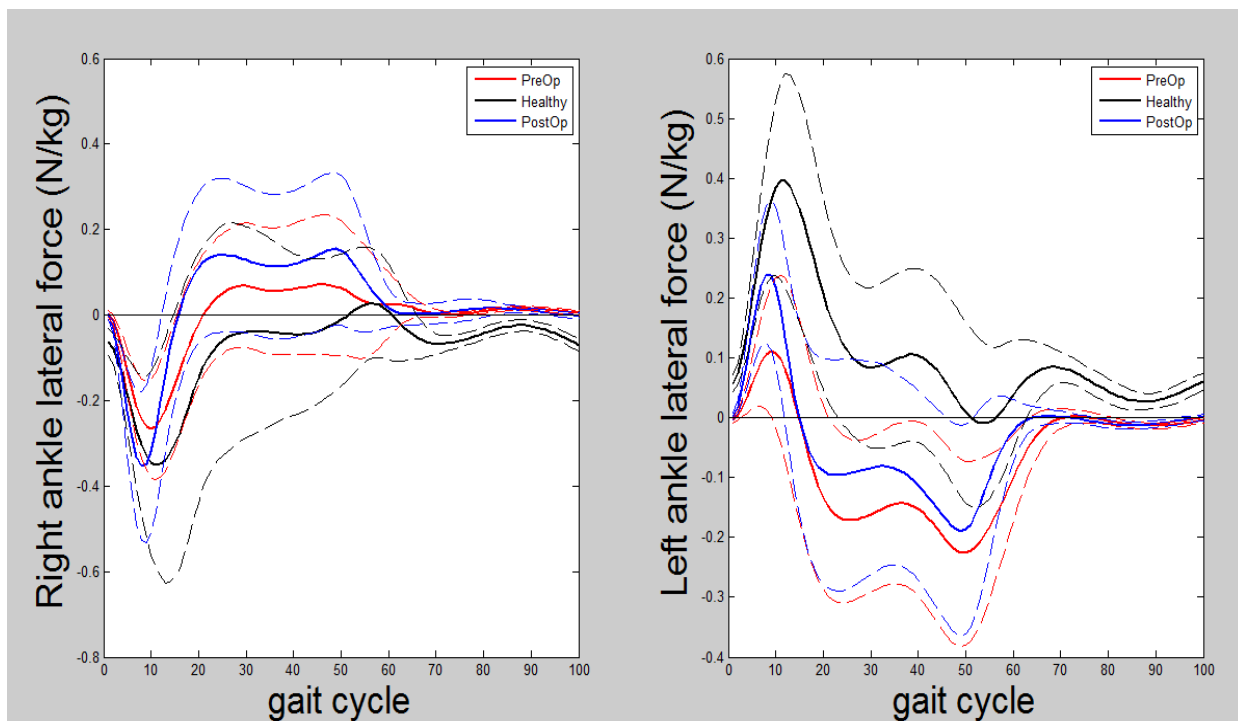 Right ankle lateral force (N/kg)
0.6
0.4
0.2
0
-0.2
-0.4
-0.6
-0.8
0 10 20 30 40 50 60 70 80 90 100
gait cycle
PreOp
Healthy
PostOp
Left ankle lateral force (N/kg)
0.6
0.5
0.4
0.3
0.2
0.1
0
-0.1
-0.2
-0.3
-0.4
0 10 20 30 40 50 60 70 80 90 100
gait cycle
PreOp
Healthy
PostOp